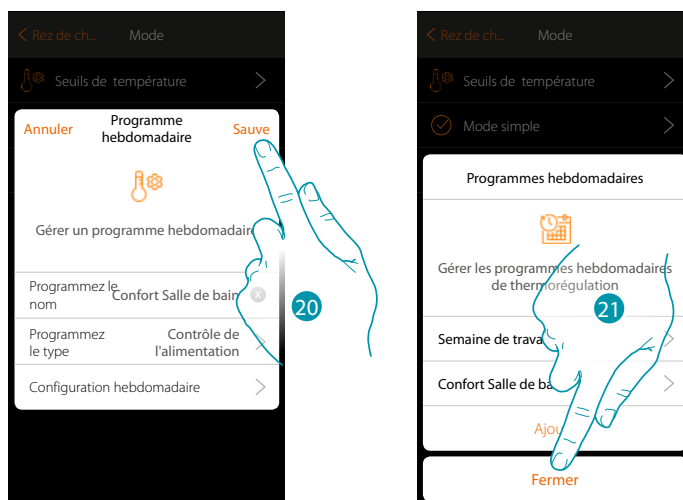 Rez de ch... Mode
Seuils de température
Annuler Programme hebdomadaire Sauve
Gérer un programme hebdomadair
Programmez le nom Confort Salle de bain
Programmez le type Contrôle de l'alimentation
Configuration hebdomadaire
20
Rez de ch... Mode
Seuils de température
Mode simple
Programmes hebdomadaires
Gérer les programmes hebdomadaires
de thermorégulation
21
Semaine de trava
Confort Salle de ba
Ajou
Fermer